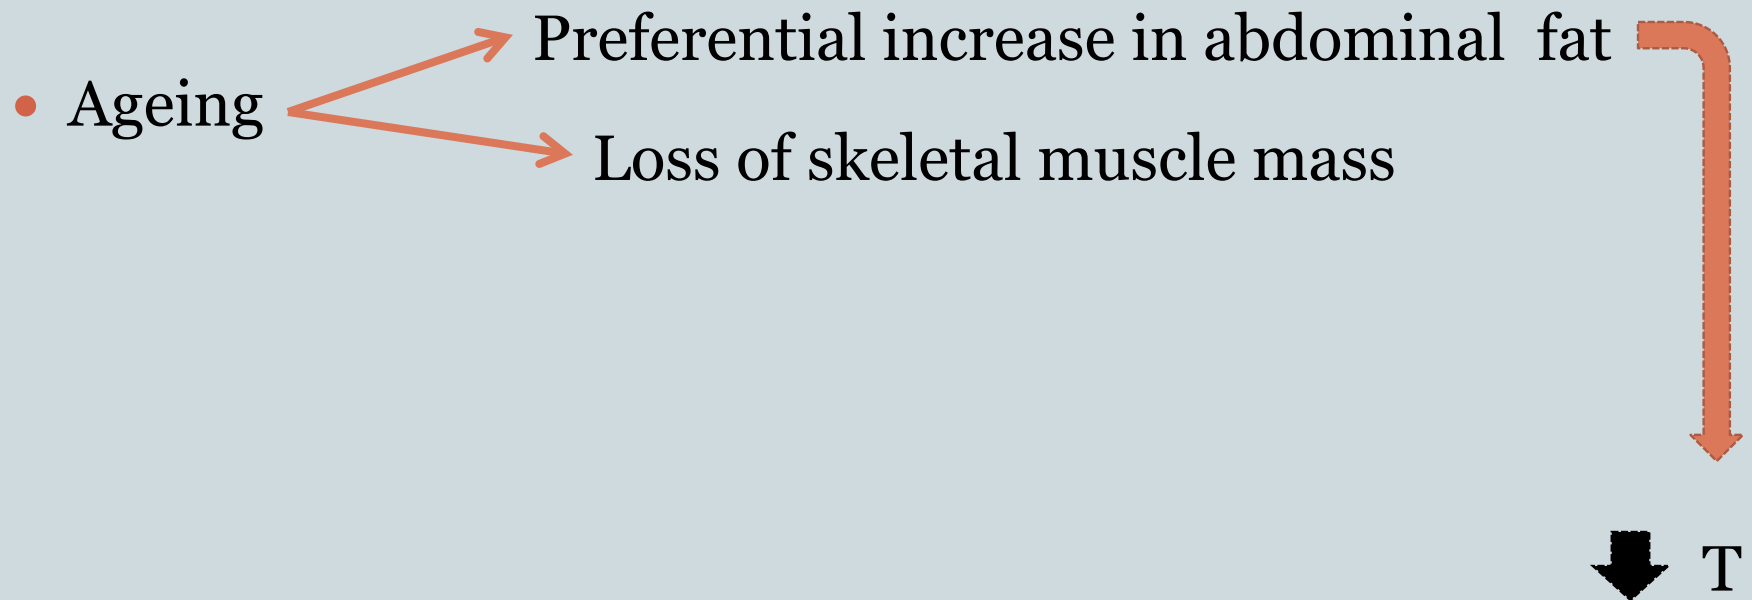 Preferential increase in abdominal fat
• Ageing
Loss of skeletal muscle mass
T